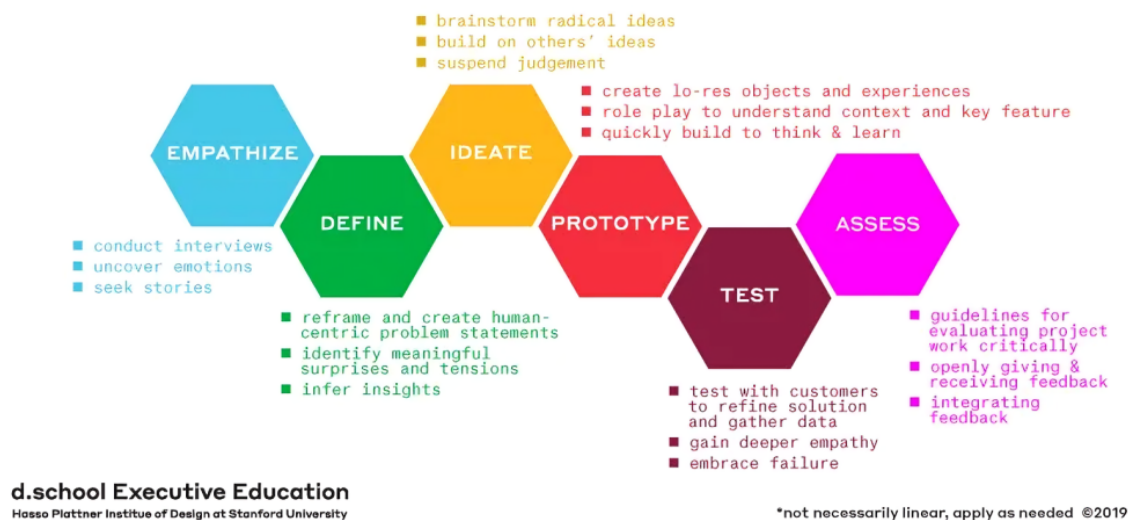 ■ brainstorm radical ideas
■ build on others' ideas
■ suspend judgement
■ create lo-res objects and experiences
■ role play to understand context and key feature
■ quickly build to think & learn
EMPATHIZE
IDEATE
DEFINE
PROTOTYPE
ASSESS
TEST
■ conduct interviews
■ uncover emotions
■ seek stories
■ reframe and create human-
centric problem statements
■ identify meaningful
surprises and tensions
■ infer insights
■ guidelines for
evaluating project
work critically
■ openly giving &
receiving feedback
■ integrating
feedback
■ test with customers
to refine solution
and gather data
■ gain deeper empathy
■ embrace failure
d.school Executive Education
Hasso Plattner Institue of Design at Stanford University
*not necessarily linear, apply as needed ©2019